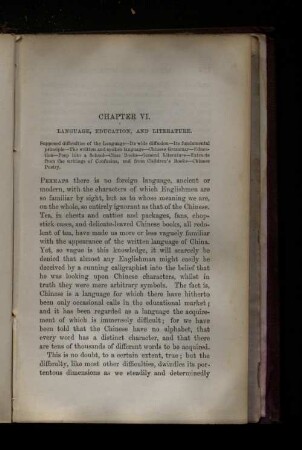 CHAPTER VI.
LANGUAGE, EDUCATION, AND LITERATURE.
Supposed difficulties of the Language—Its wide diffusion—Its fundamental
principle—The written and spoken language—Chinese Grammar—
Peep into a School—Class Books—General Literature—Extracts
from the writings of Confucius, and from Children's Books—Chinese
Poetry.
PERHAPS there is no foreign language, ancient or
modern, with the characters of which Englishmen are
so familiar by sight, but as to whose meaning we are,
on the whole, so entirely ignorant as that of the Chinese.
Tea, in chests and catties and packages, fans, chop-
stick cases, and delicate-leaved Chinese books, all redo-
lent of tea, have made us more or less vaguely familiar
with the appearance of the written language of China.
Yet, so vague is this knowledge, it will scarcely be
denied that almost any Englishman might easily be
deceived by a running caligraphist into the belief that
he was looking upon Chinese characters, whilst in
truth they were mere arbitrary symbols. The fact is,
Chinese is a language for which there have hitherto
been only occasional calls in the educational market;
and it has been regarded as a language the acquire-
ment of which is immensely difficult; for we have
been told that the Chinese have no alphabet, that
every word has a distinct character, and that there
are tens of thousands of different words to be acquired.
This is no doubt, to a certain extent, true; but the
difficulty, like most other difficulties, dwindles its por-
tentous dimensions as we steadily and determinedly